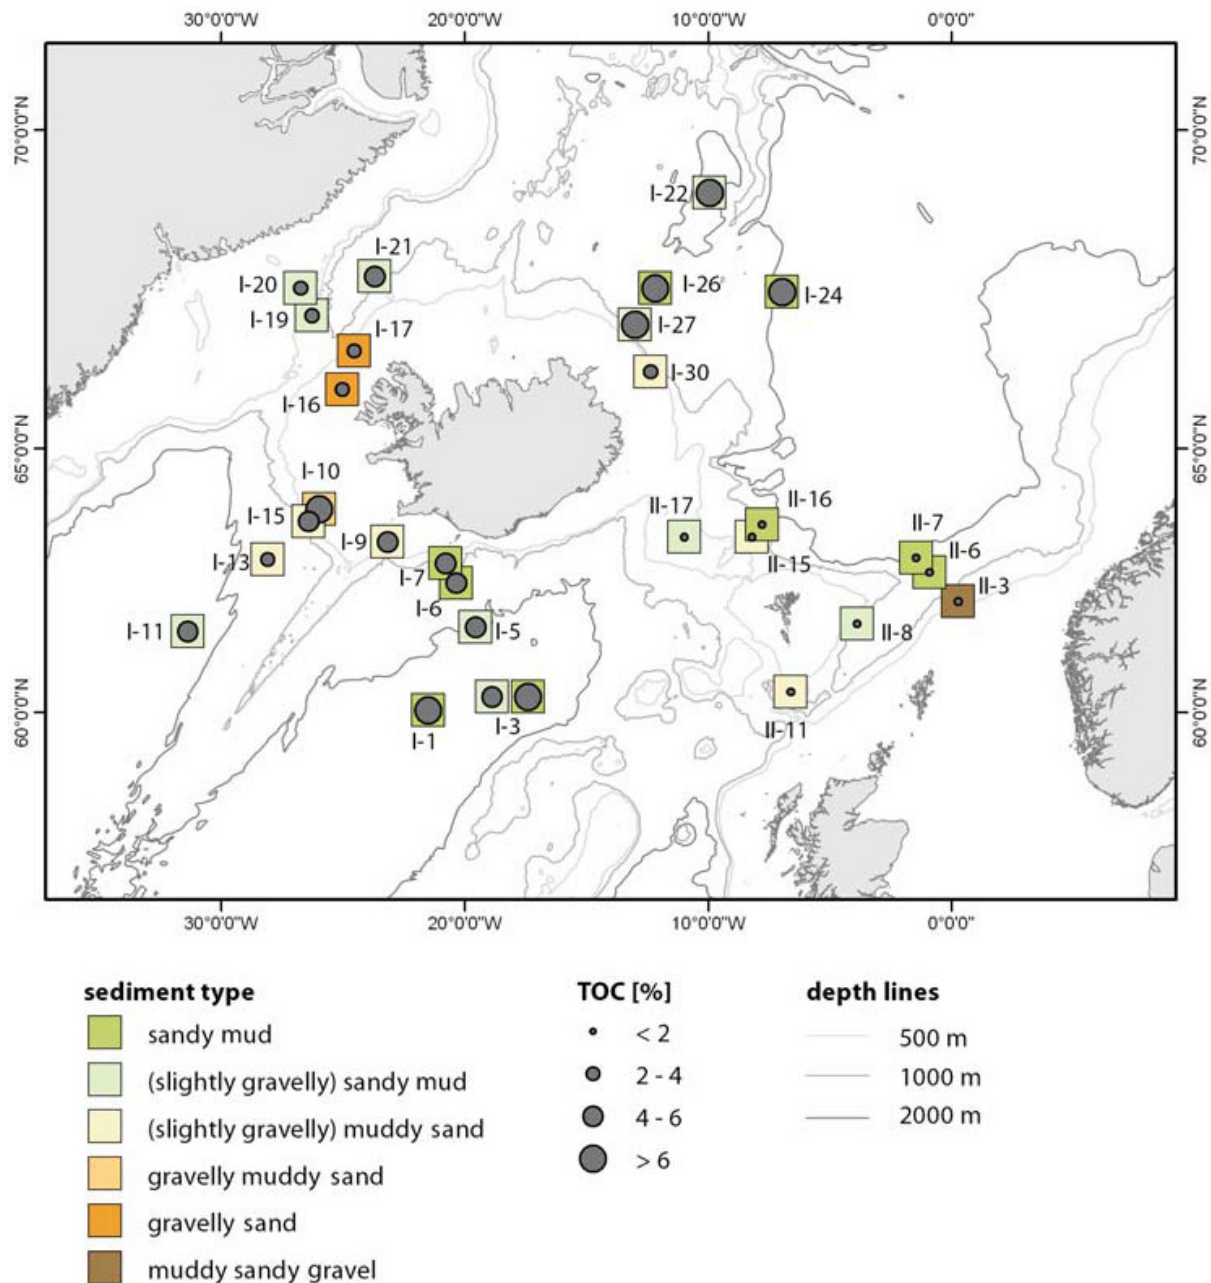 30°0'0"W 20°0'0"W 10°0'0"W 0°0'0"
70°0'0"N 70°0'0"N
I-22
I-21
I-20
I-26
I-24
I-19
I-17
I-27
I-30
I-16
65°0'0"N 65°0'0"N
I-10
II-17
II-16
I-15
II-7
I-9
II-6
I-13
II-15
I-7
II-3
I-6
I-11
I-5
II-8
60°0'0"N 60°0'0"N
I-3
II-11
I-1
30°0'0"W 20°0'0"W 10°0'0"W 0°0'0"
sediment type
sandy mud
(slightly gravelly) sandy mud
(slightly gravelly) muddy sand
gravelly muddy sand
gravelly sand
muddy sandy gravel
TOC [%]
< 2
2 - 4
4 - 6
> 6
depth lines
500 m
1000 m
2000 m